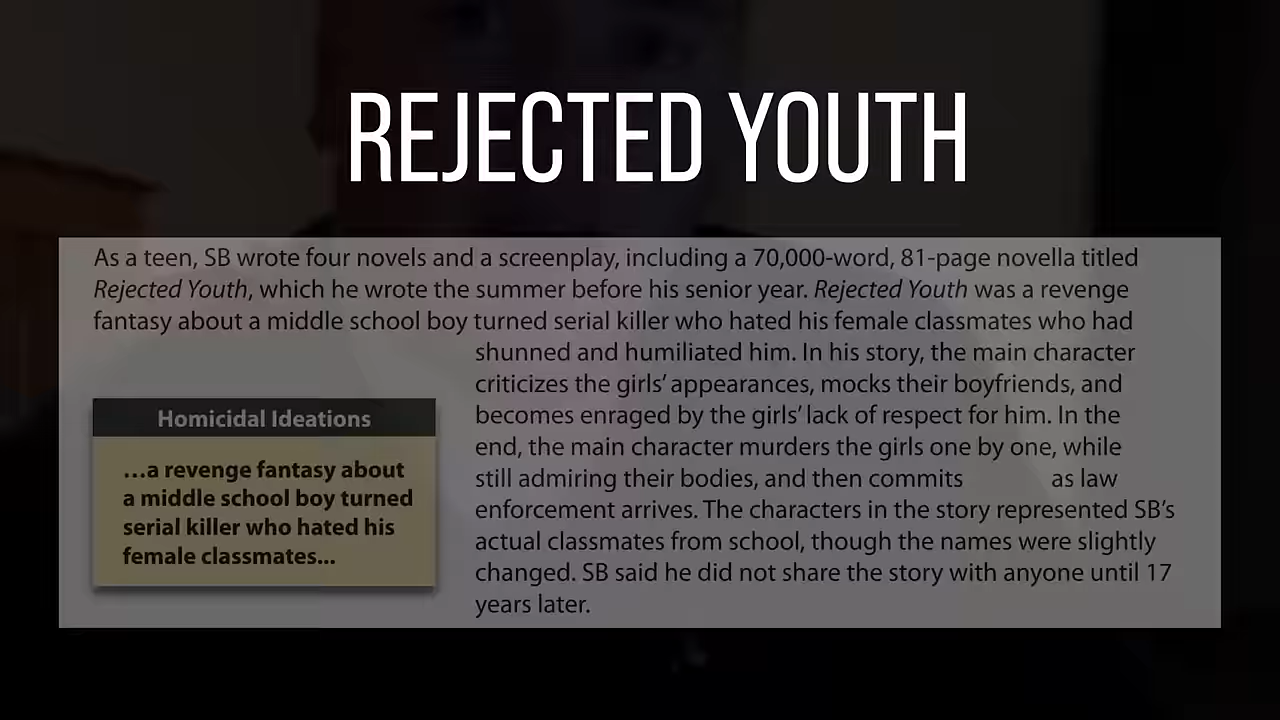 REJECTED YOUTH
As a teen, SB wrote four novels and a screenplay, including a 70,000-word, 81-page novella titled
Rejected Youth, which he wrote the summer before his senior year. Rejected Youth was a revenge
fantasy about a middle school boy turned serial killer who hated his female classmates who had
shunned and humiliated him. In his story, the main character
criticizes the girls' appearances, mocks their boyfriends, and
becomes enraged by the girls' lack of respect for him. In the
end, the main character murders the girls one by one, while
still admiring their bodies, and then commits as law
enforcement arrives. The characters in the story represented SB's
actual classmates from school, though the names were slightly
changed. SB said he did not share the story with anyone until 17
years later.
Homicidal Ideations
…a revenge fantasy about
a middle school boy turned
serial killer who hated his
female classmates...